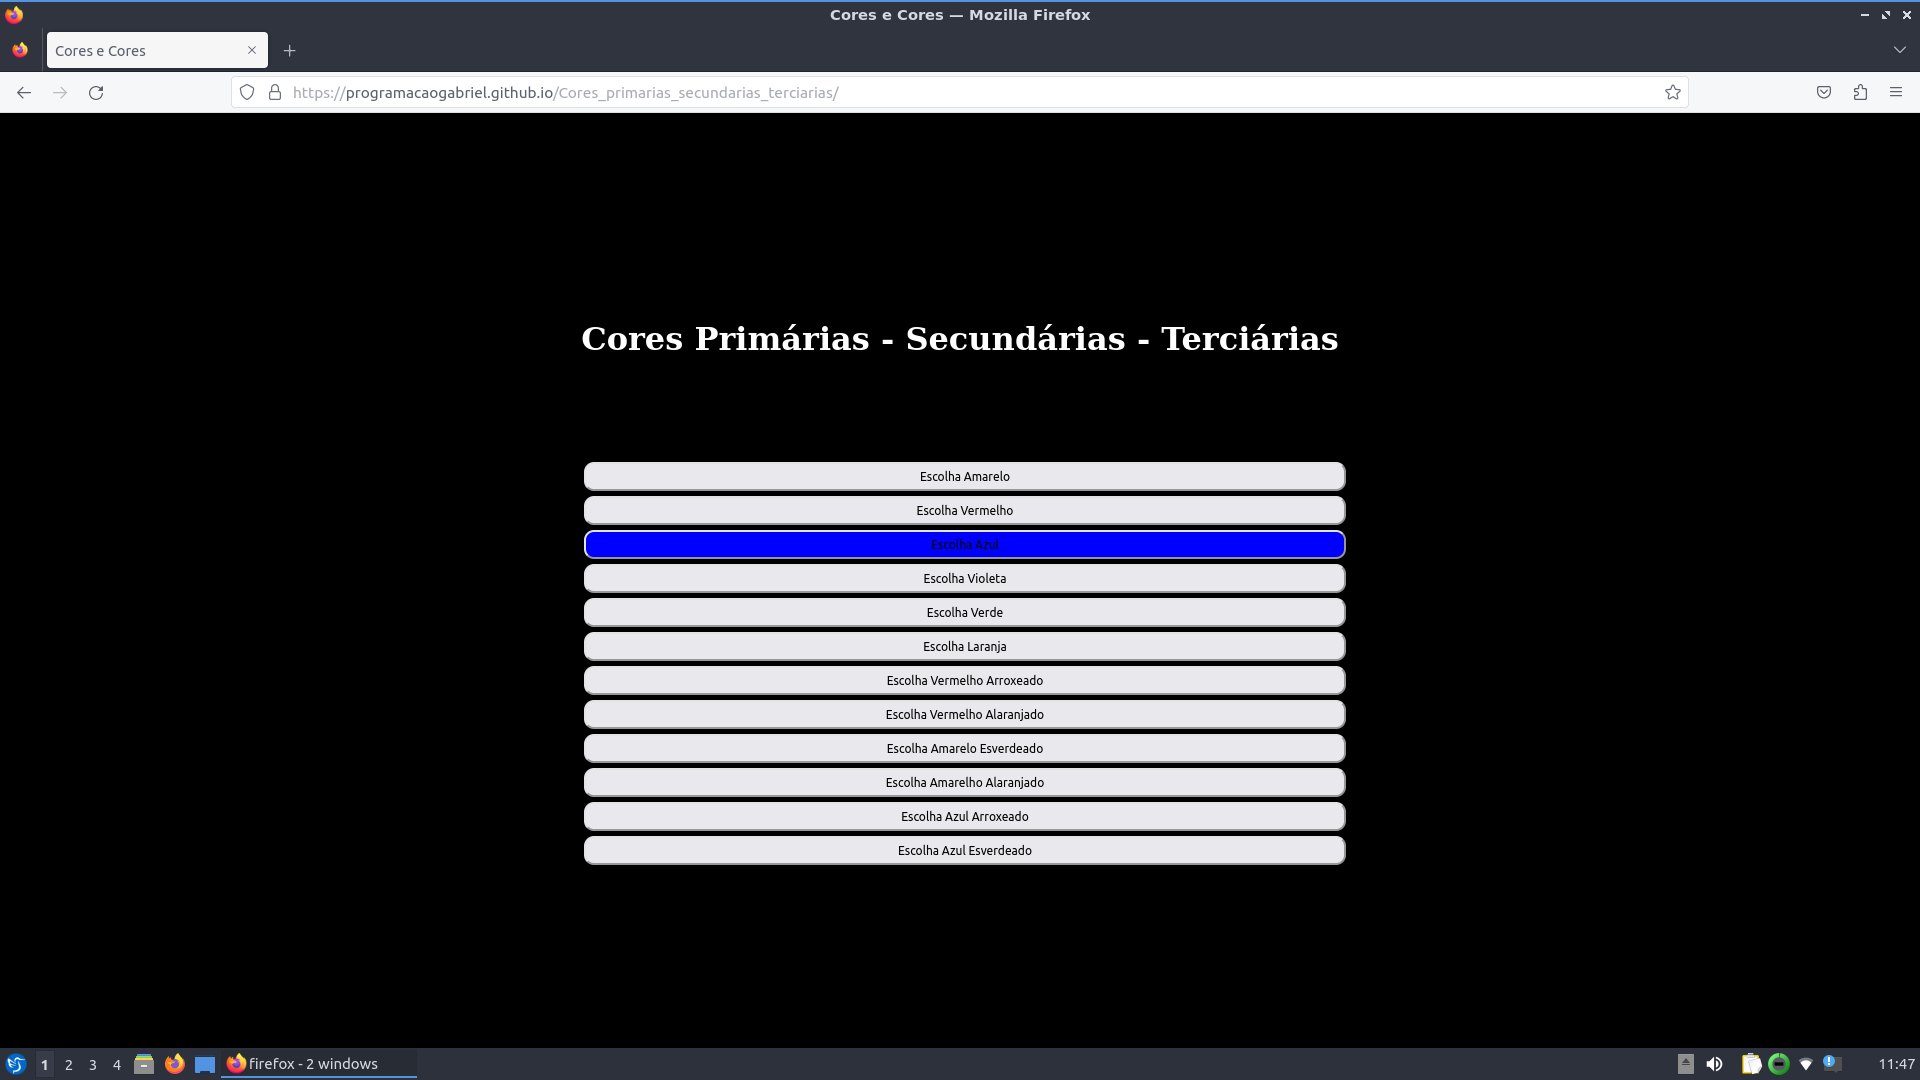 Cores e Cores — Mozilla Firefox
Cores e Cores
https://programacaogabriel.github.io/Cores_primarias_secundarias_terciarias/
Cores Primárias - Secundárias - Terciárias
Escolha Amarelo
Escolha Vermelho
Escolha Azul
Escolha Violeta
Escolha Verde
Escolha Laranja
Escolha Vermelho Arroxeado
Escolha Vermelho Alaranjado
Escolha Amarelo Esverdeado
Escolha Amarelho Alaranjado
Escolha Azul Arroxeado
Escolha Azul Esverdeado
1 2 3 4 firefox - 2 windows 11:47